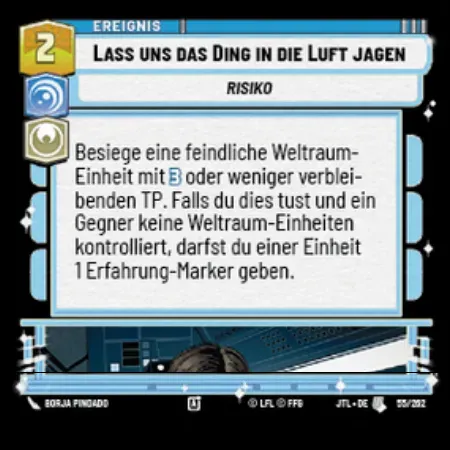 EREIGNIS
2
LASS UNS DAS DING IN DIE LUFT JAGEN
RISIKO
Besiege eine feindliche Weltraum-
Einheit mit 3 oder weniger verblei-
benden TP. Falls du dies tust und ein
Gegner keine Weltraum-Einheiten
kontrolliert, darfst du einer Einheit
1 Erfahrung-Marker geben.
BORJA PINDADO
© LFL © FFG
JTL • DE
55/262